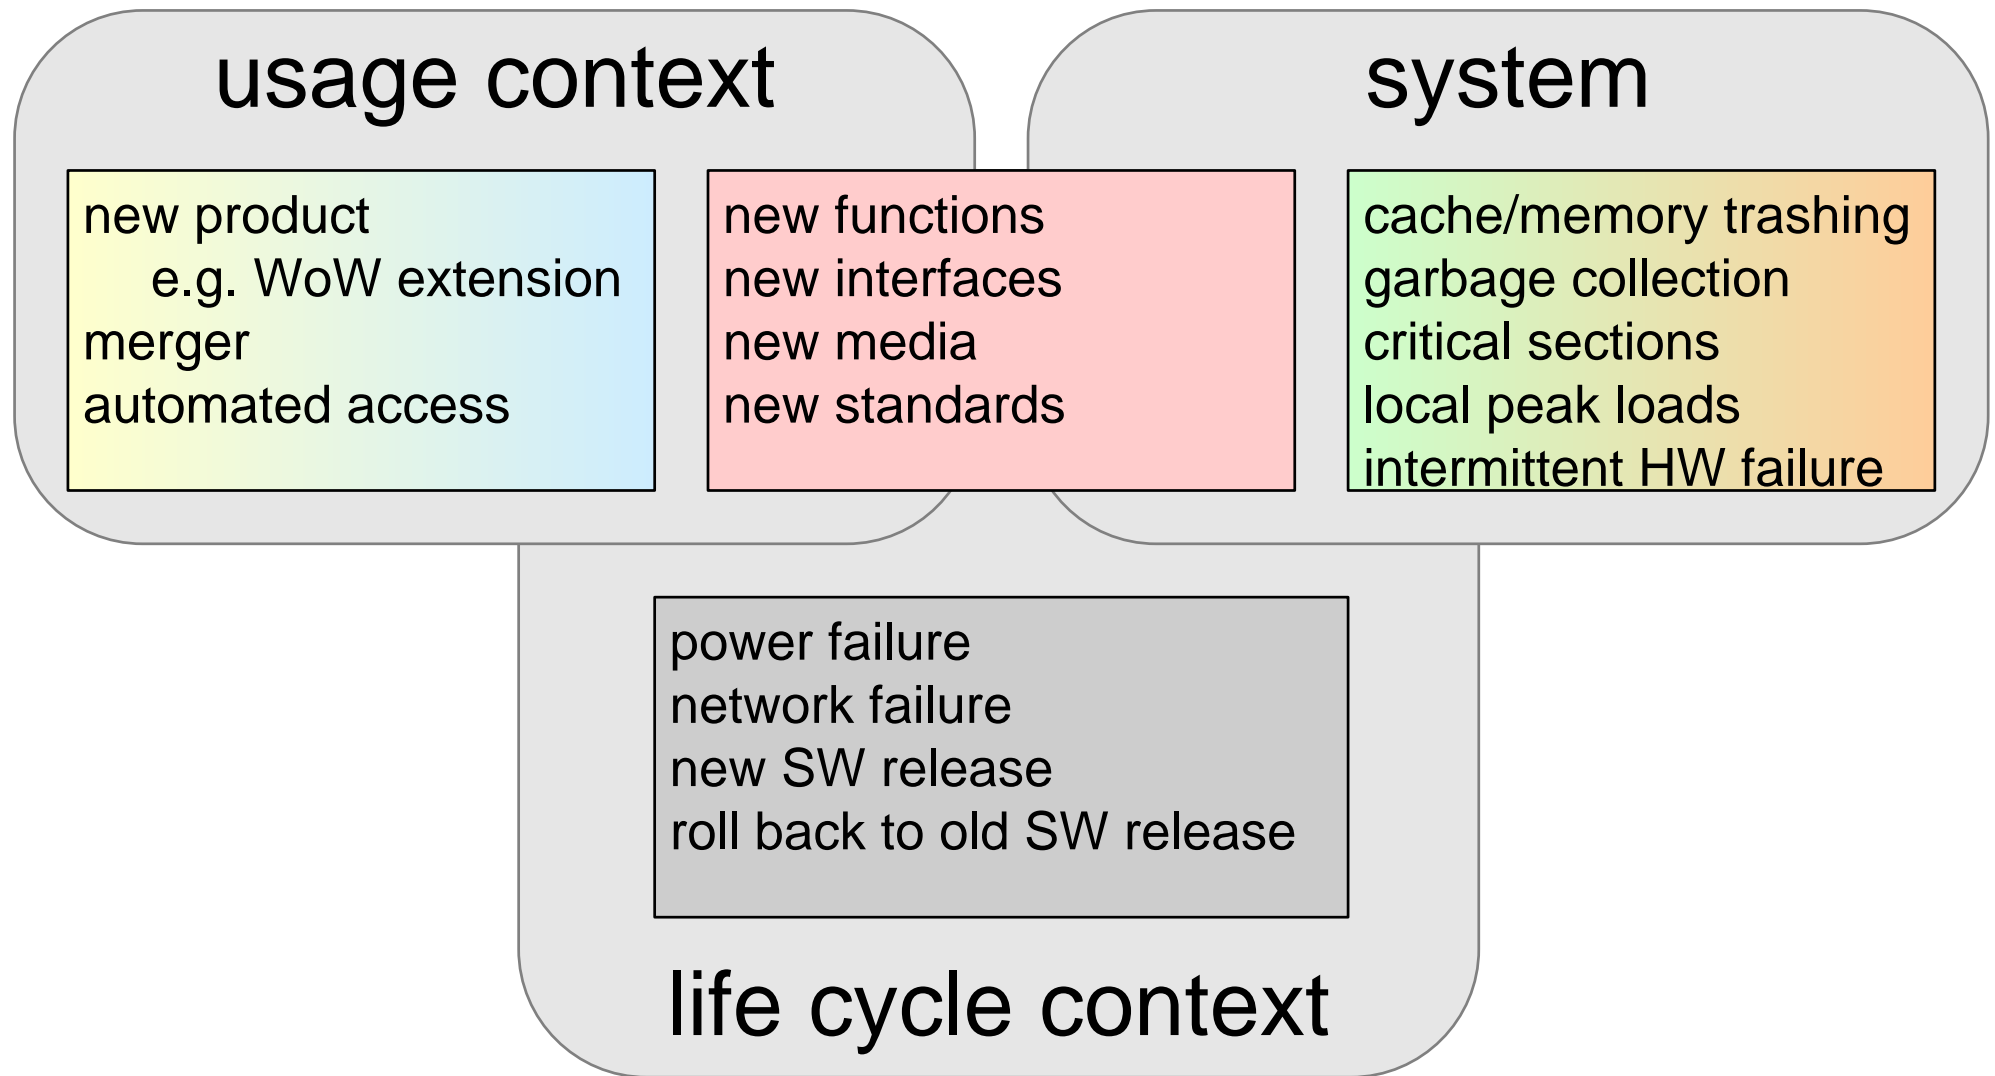 usage context
system
new product
e.g. WoW extension
merger
automated access
new functions
new interfaces
new media
new standards
cache/memory trashing
garbage collection
critical sections
local peak loads
intermittent HW failure
power failure
network failure
new SW release
roll back to old SW release
life cycle context